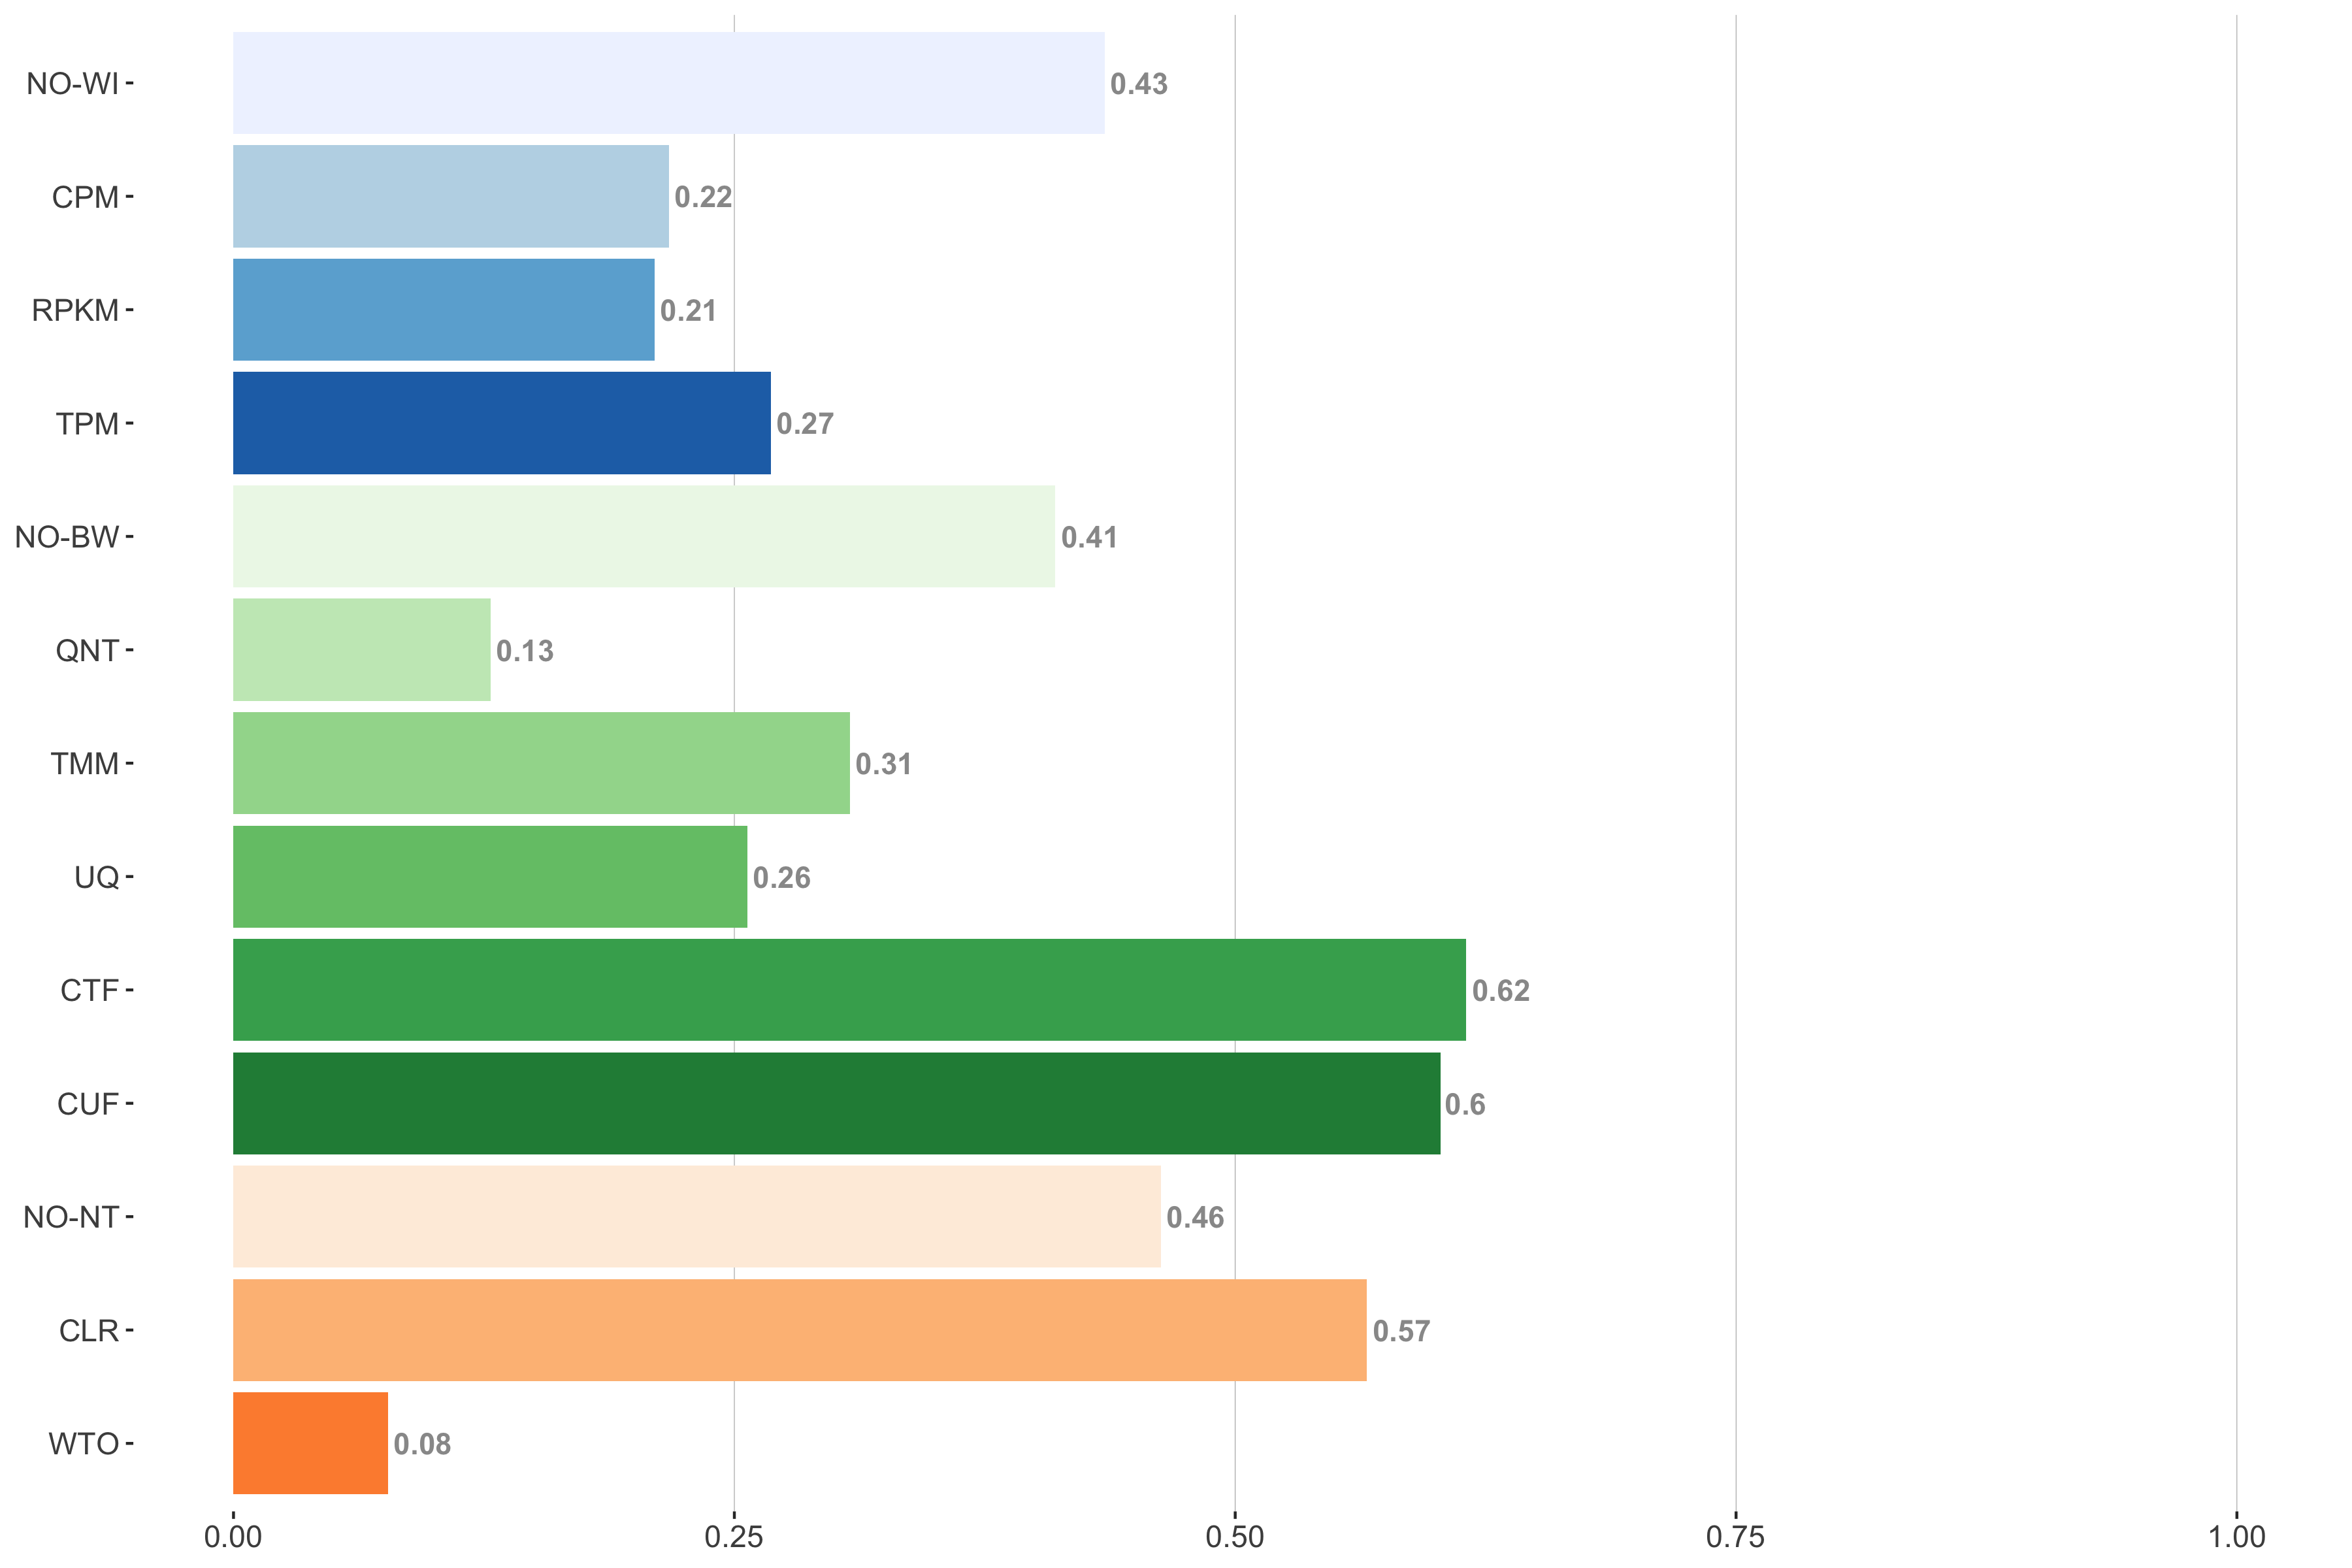 NO-WI 0.43
CPM 0.22
RPKM 0.21
TPM 0.27
NO-BW 0.41
QNT 0.13
TMM 0.31
UQ 0.26
CTF 0.62
CUF 0.6
NO-NT 0.46
CLR 0.57
WTO 0.08
0.00 0.25 0.50 0.75 1.00